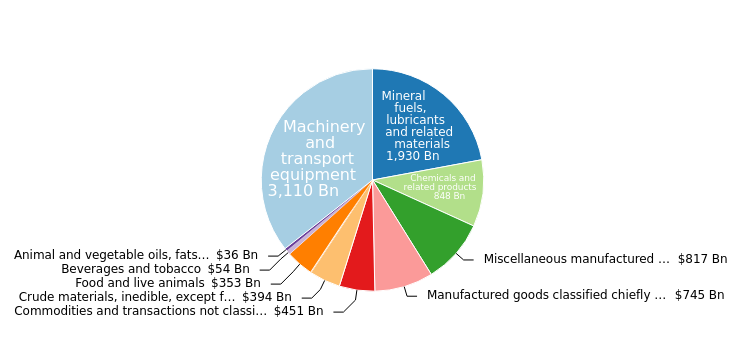 Mineral
fuels,
lubricants
and related
materials
1,930 Bn
Machinery
and
transport
equipment
3,110 Bn
Chemicals and
related products
848 Bn
Animal and vegetable oils, fats... $36 Bn
Beverages and tobacco $54 Bn
Food and live animals $353 Bn
Crude materials, inedible, except f... $394 Bn
Commodities and transactions not classi... $451 Bn
Miscellaneous manufactured ... $817 Bn
Manufactured goods classified chiefly ... $745 Bn